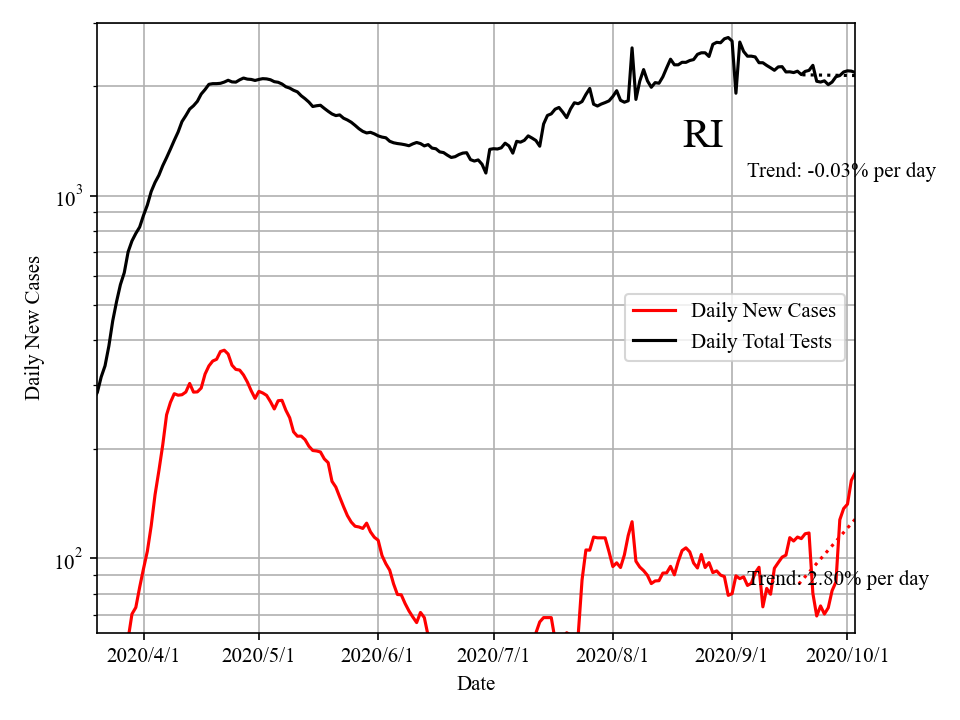 RI
Trend: -0.03% per day
10³
Daily New Cases
Daily New Cases
Daily Total Tests
10²
Trend: 2.80% per day
2020/4/1 2020/5/1 2020/6/1 2020/7/1 2020/8/1 2020/9/1 2020/10/1
Date